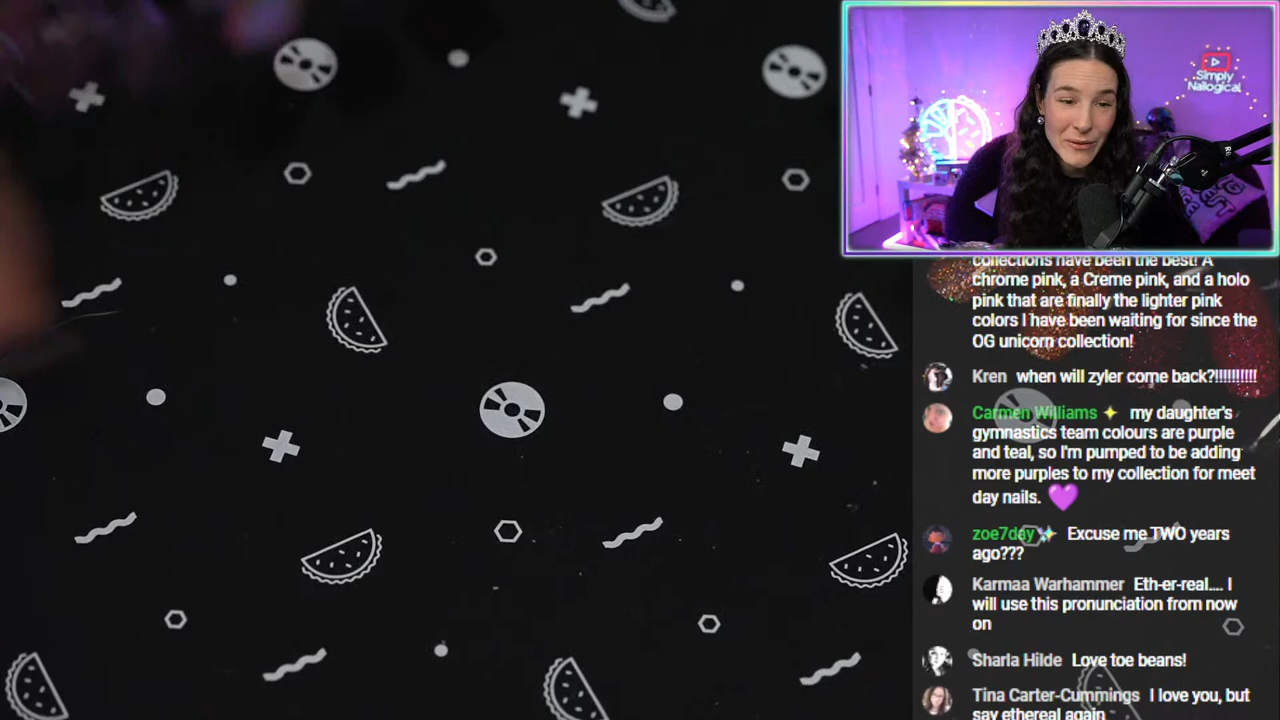 Simply
Nailogical
collections have been the best! A
chrome pink, a Creme pink, and a holo
pink that are finally the lighter pink
colors I have been waiting for since the
OG unicorn collection!
Kren when will zyler come back?!!!!!!!!!!
Carmen Williams my daughter's
gymnastics team colours are purple
and teal, so I'm pumped to be adding
more purples to my collection for meet
day nails.
zoe7day Excuse me TWO years
ago???
Karmaa Warhammer Eth-er-real.... I
will use this pronunciation from now
on
Sharla Hilde Love toe beans!
Tina Carter-Cummings I love you, but
say ethereal again